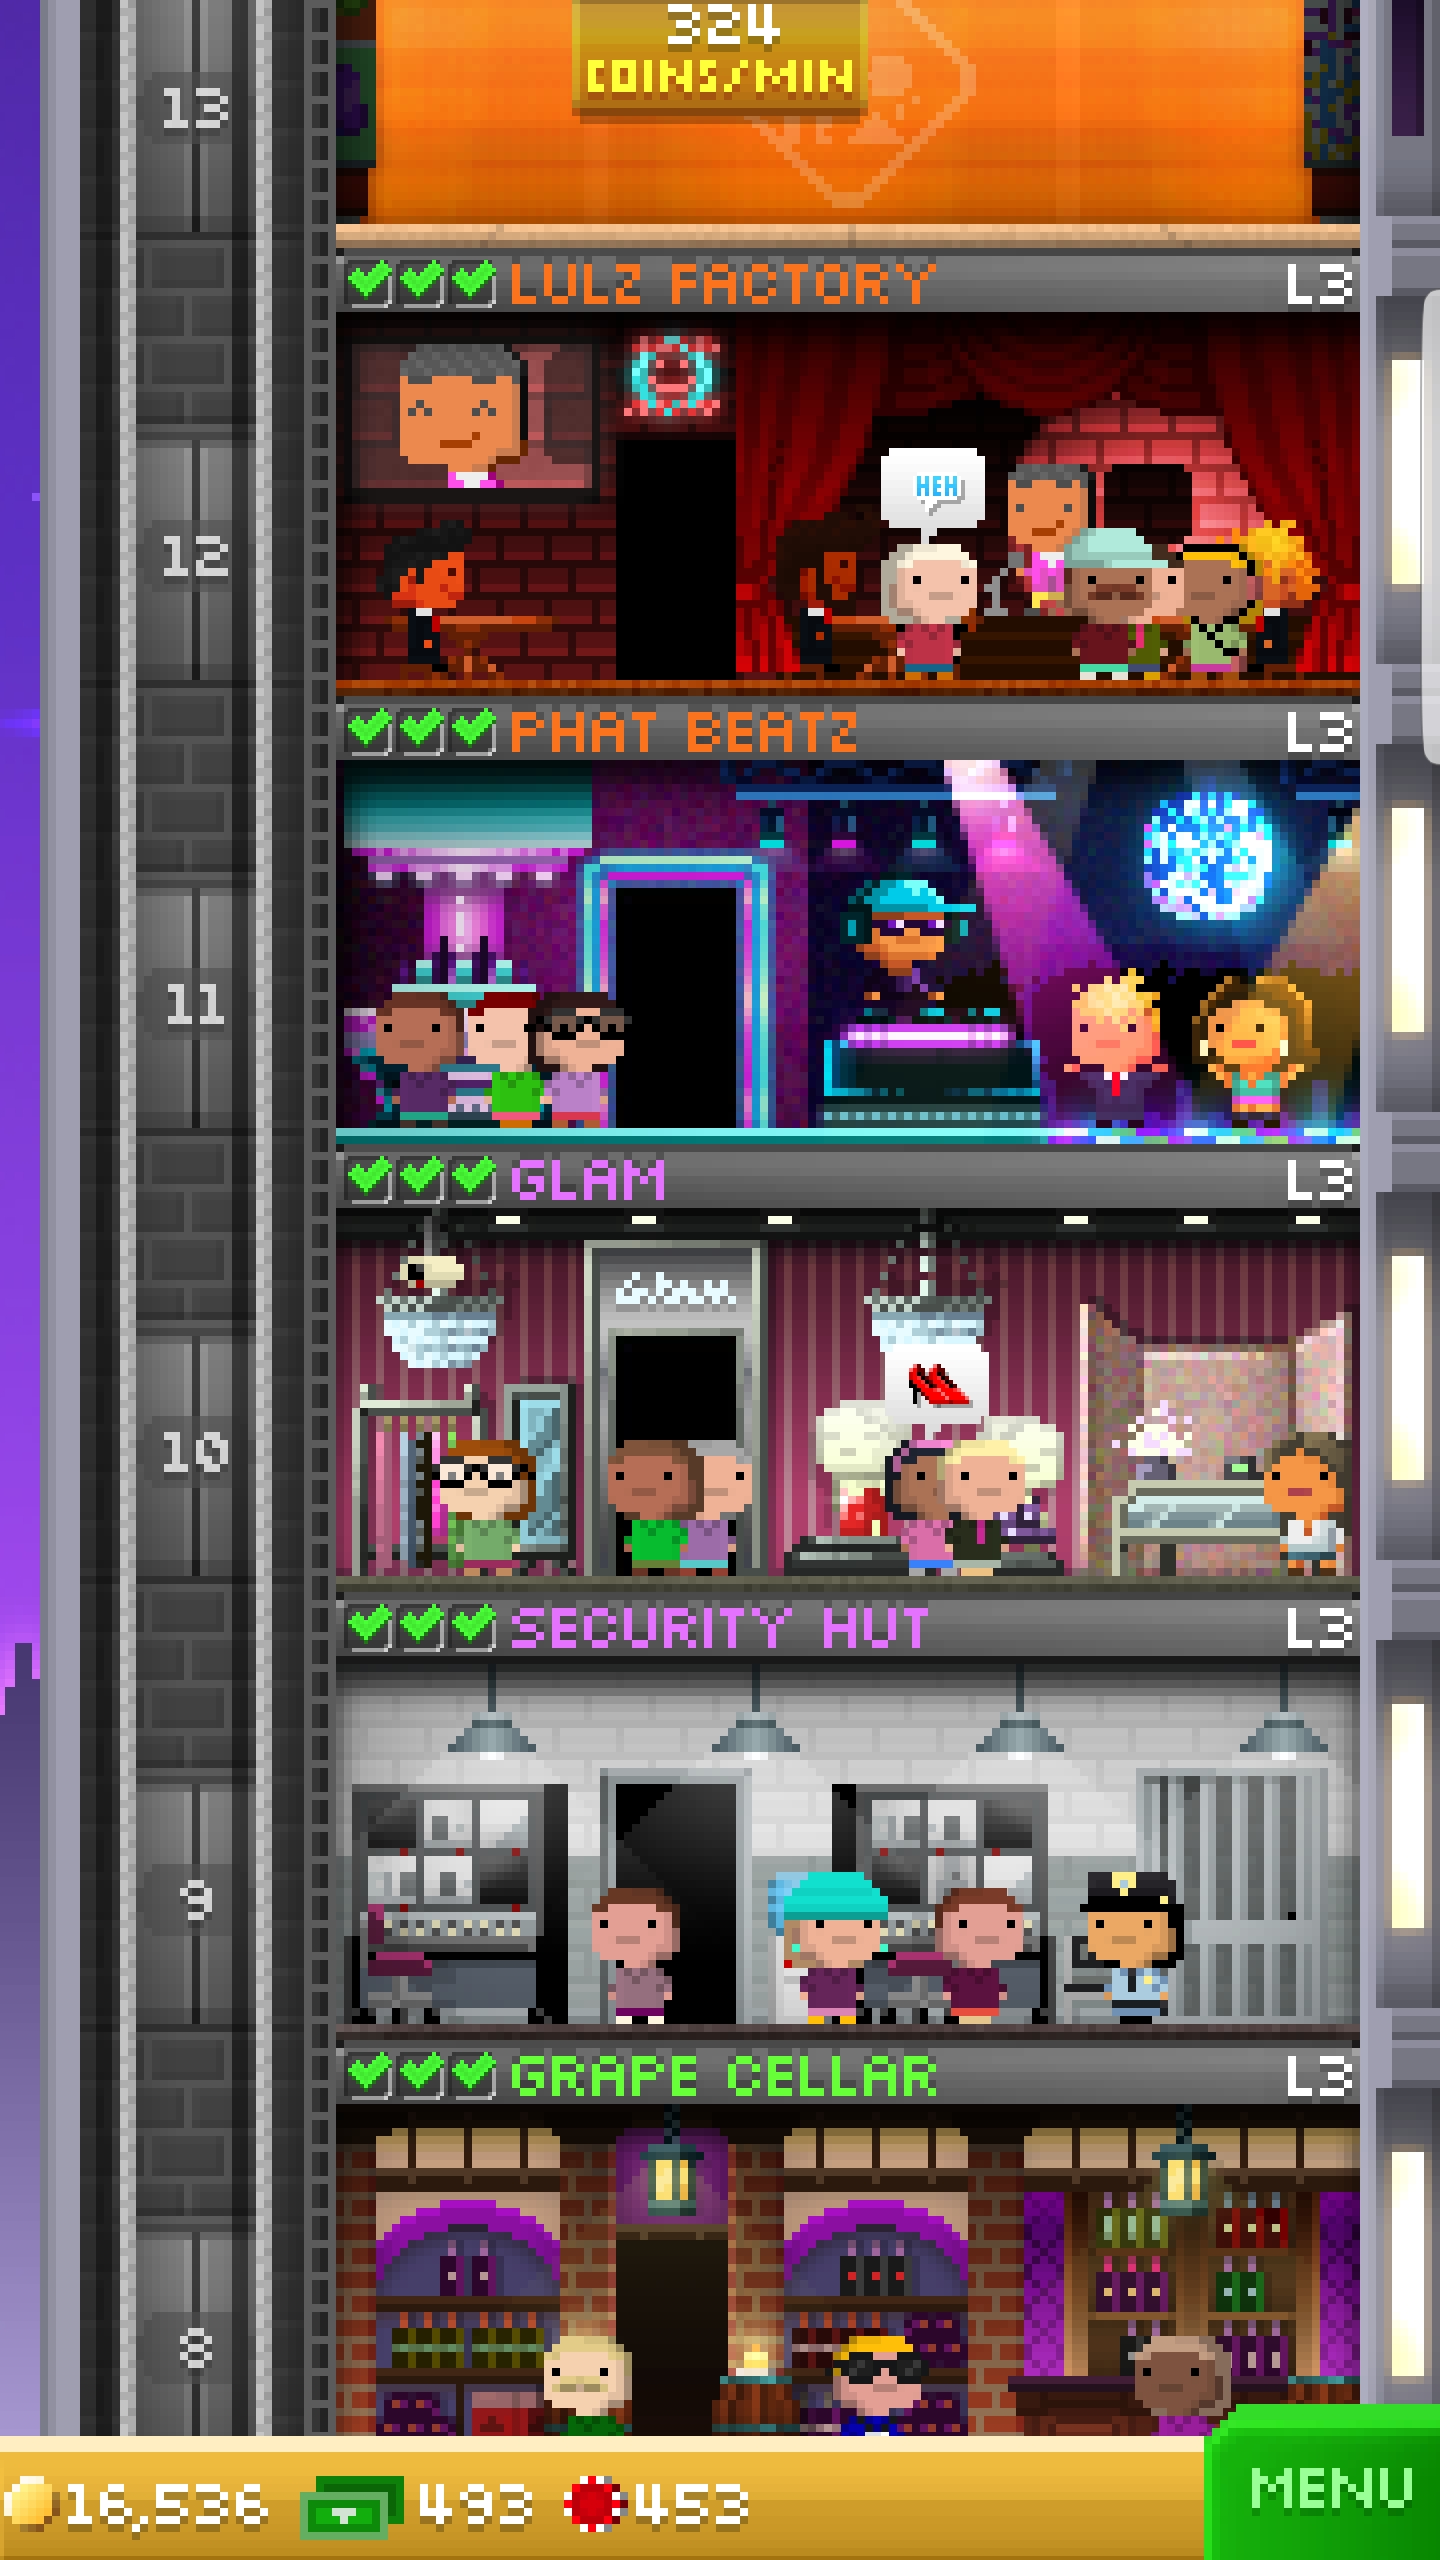 324
COINS/MIN
13
LULZ FACTORY L3
HEH
12
PHAT BEATZ L3
11
GLAM L3
Glam
10
SECURITY HUT L3
9
GRAPE CELLAR L3
8
16,536 493 453
MENU